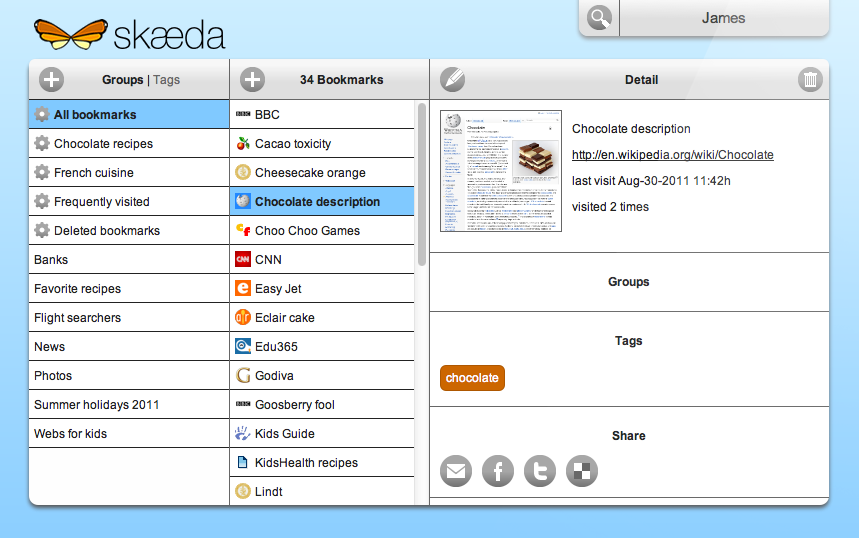 skæda
James
Groups | Tags
34 Bookmarks
Detail
All bookmarks
Chocolate recipes
French cuisine
Frequently visited
Deleted bookmarks
Banks
Favorite recipes
Flight searchers
News
Photos
Summer holidays 2011
Webs for kids
BBC
BBC
Cacao toxicity
Cheesecake orange
Chocolate description
Choo Choo Games
CNN
CNN
Easy Jet
Eclair cake
Edu365
Godiva
BBC
Goosberry fool
Kids Guide
KidsHealth recipes
Lindt
Chocolate
Chocolate description
http://en.wikipedia.org/wiki/Chocolate
last visit Aug-30-2011 11:42h
visited 2 times
Groups
Tags
chocolate
Share